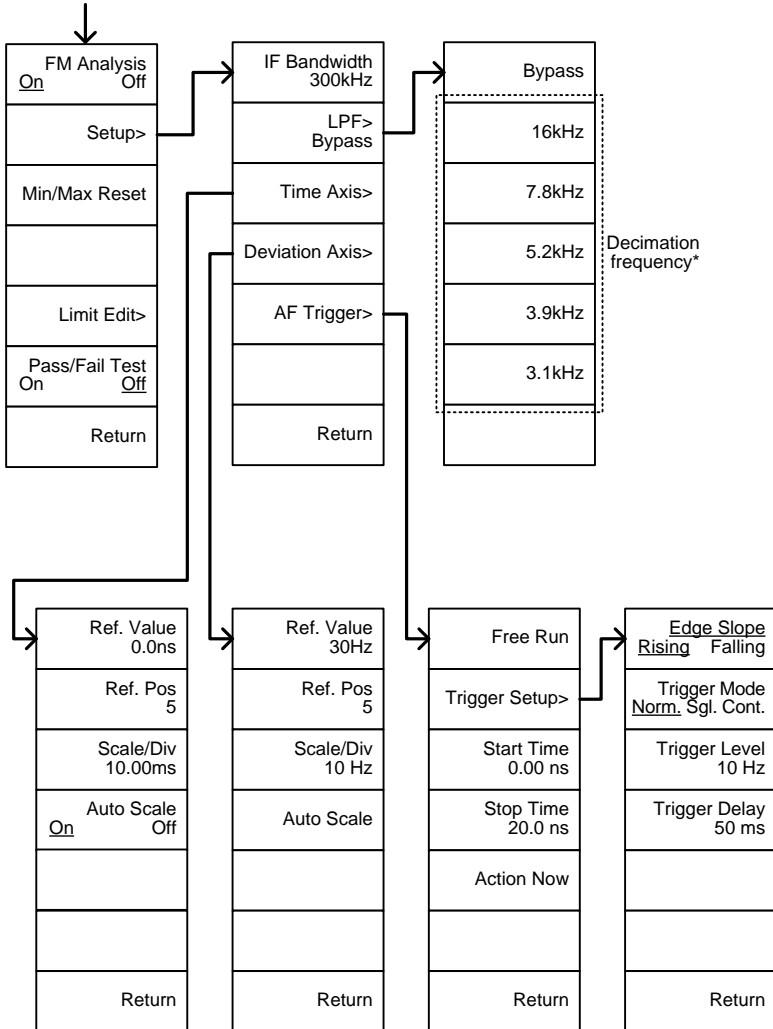 FM Analysis
On Off
Setup>
Min/Max Reset
Limit Edit>
Pass/Fail Test
On Off
Return
IF Bandwidth
300kHz
LPF>
Bypass
Time Axis>
Deviation Axis>
AF Trigger>
Return
Bypass
16kHz
7.8kHz
5.2kHz
3.9kHz
3.1kHz
Decimation
frequency*
Ref. Value
0.0ns
Ref. Pos
5
Scale/Div
10.00ms
Auto Scale
On Off
Return
Ref. Value
30Hz
Ref. Pos
5
Scale/Div
10 Hz
Auto Scale
Return
Free Run
Trigger Setup>
Start Time
0.00 ns
Stop Time
20.0 ns
Action Now
Return
Edge Slope
Rising Falling
Trigger Mode
Norm. Sgl. Cont.
Trigger Level
10 Hz
Trigger Delay
50 ms
Return